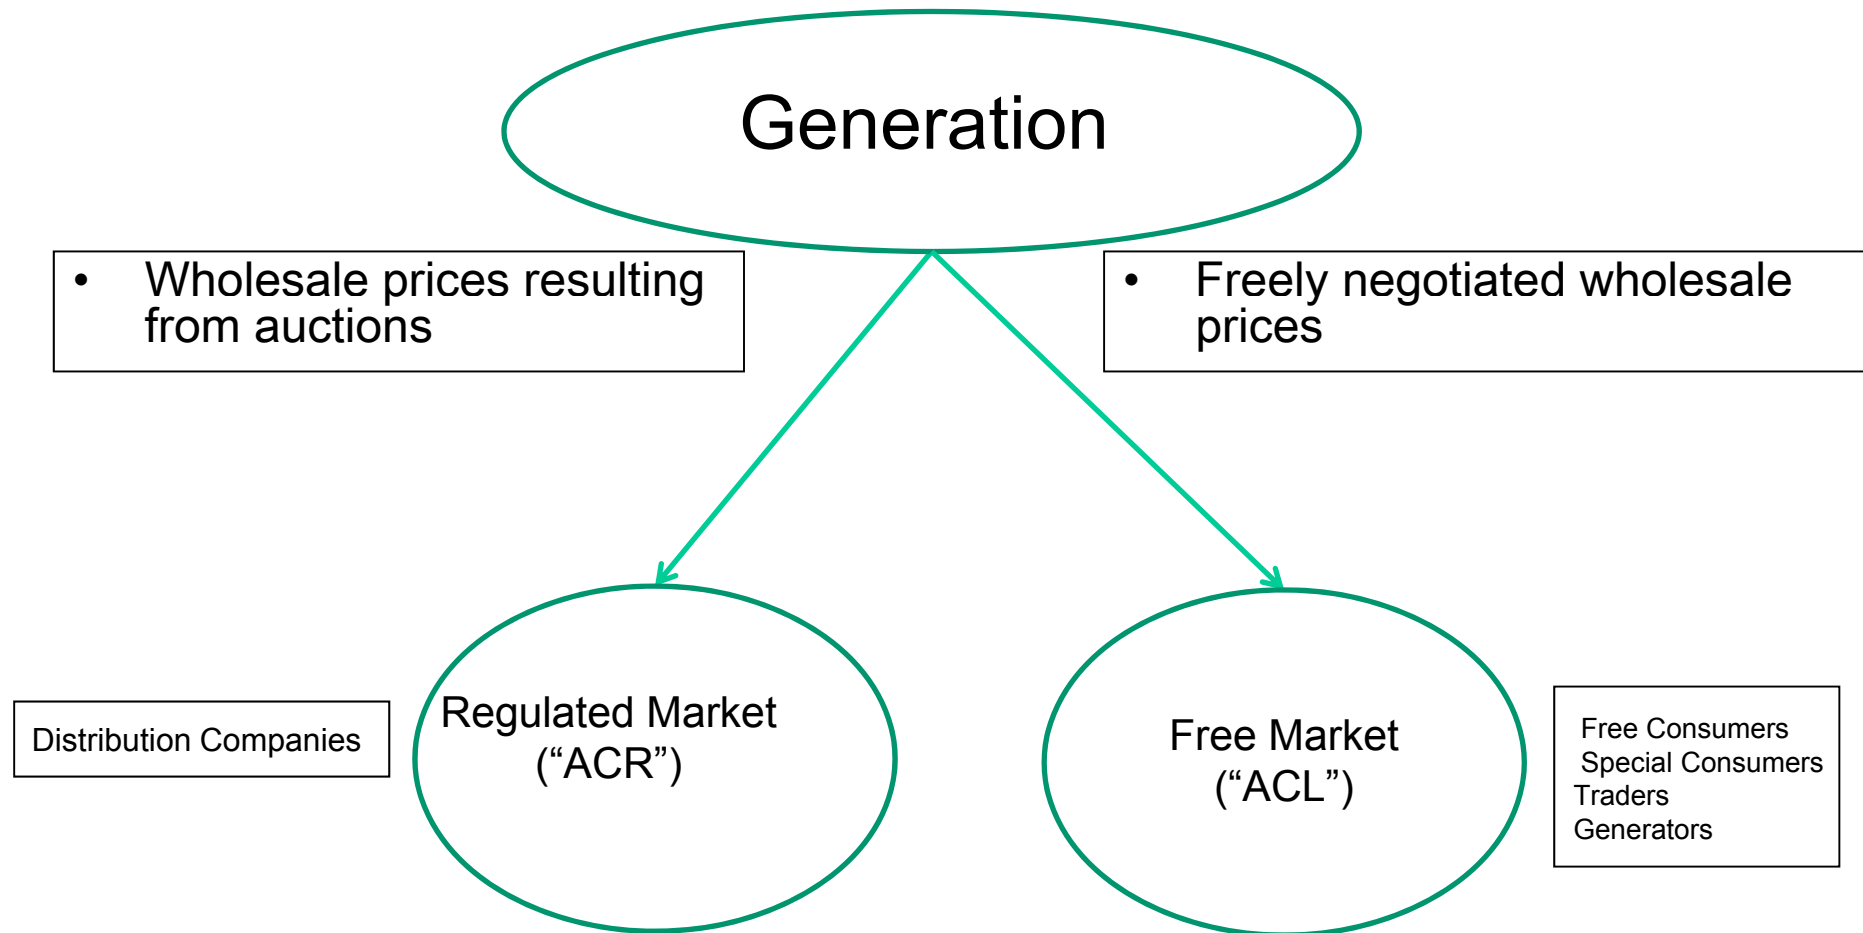 Generation
• Wholesale prices resulting
from auctions
• Freely negotiated wholesale
prices
Distribution Companies
Regulated Market
(“ACR”)
Free Market
(“ACL”)
Free Consumers
Special Consumers
Traders
Generators